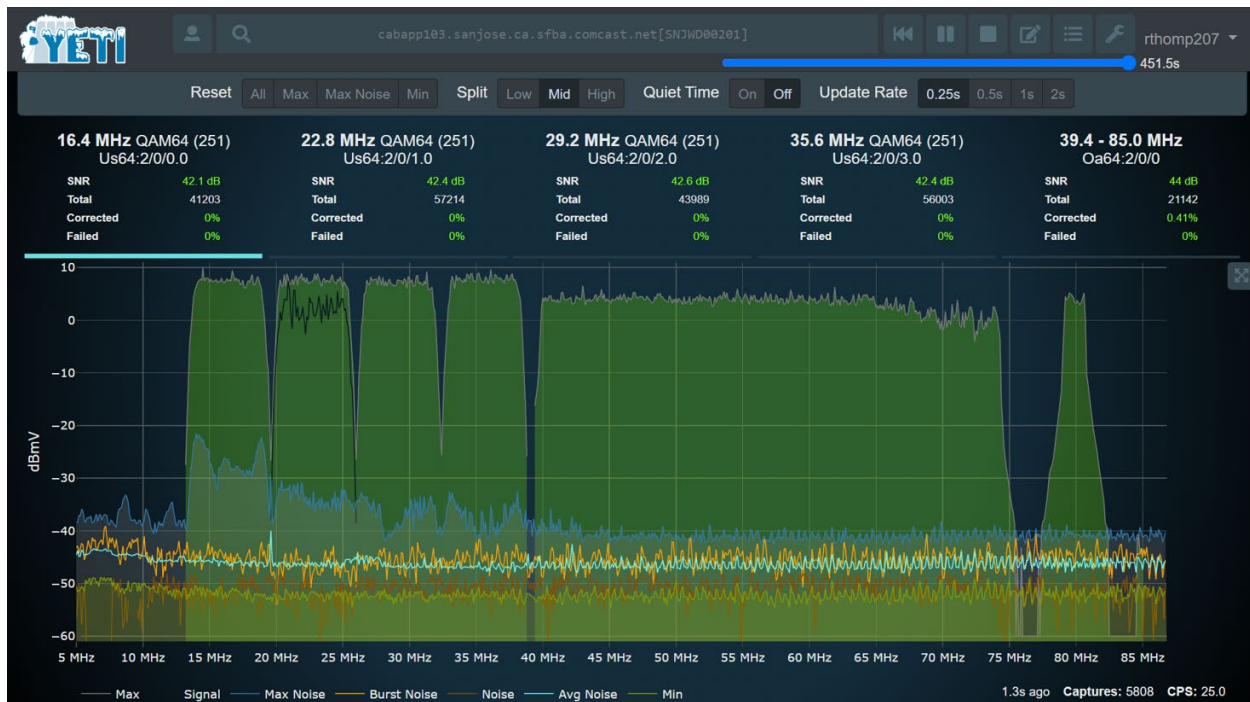 YETI
cabapp103.sanjose.ca.sfba.comcast.net[SNJWD00201]
rthomp207
451.5s
Reset All Max Max Noise Min Split Low Mid High Quiet Time On Off Update Rate 0.25s 0.5s 1s 2s
16.4 MHz QAM64 (251) 22.8 MHz QAM64 (251) 29.2 MHz QAM64 (251) 35.6 MHz QAM64 (251) 39.4 - 85.0 MHz
Us64:2/0/0.0 Us64:2/0/1.0 Us64:2/0/2.0 Us64:2/0/3.0 Oa64:2/0/0
SNR 42.1 dB SNR 42.4 dB SNR 42.6 dB SNR 42.4 dB SNR 44 dB
Total 41203 Total 57214 Total 43989 Total 56003 Total 21142
Corrected 0% Corrected 0% Corrected 0% Corrected 0% Corrected 0.41%
Failed 0% Failed 0% Failed 0% Failed 0% Failed 0%
10
0
−10
−20
−30
−40
−50
−60
dBmV
5 MHz 10 MHz 15 MHz 20 MHz 25 MHz 30 MHz 35 MHz 40 MHz 45 MHz 50 MHz 55 MHz 60 MHz 65 MHz 70 MHz 75 MHz 80 MHz 85 MHz
Max Signal Max Noise Burst Noise Noise Avg Noise Min
1.3s ago Captures: 5808 CPS: 25.0